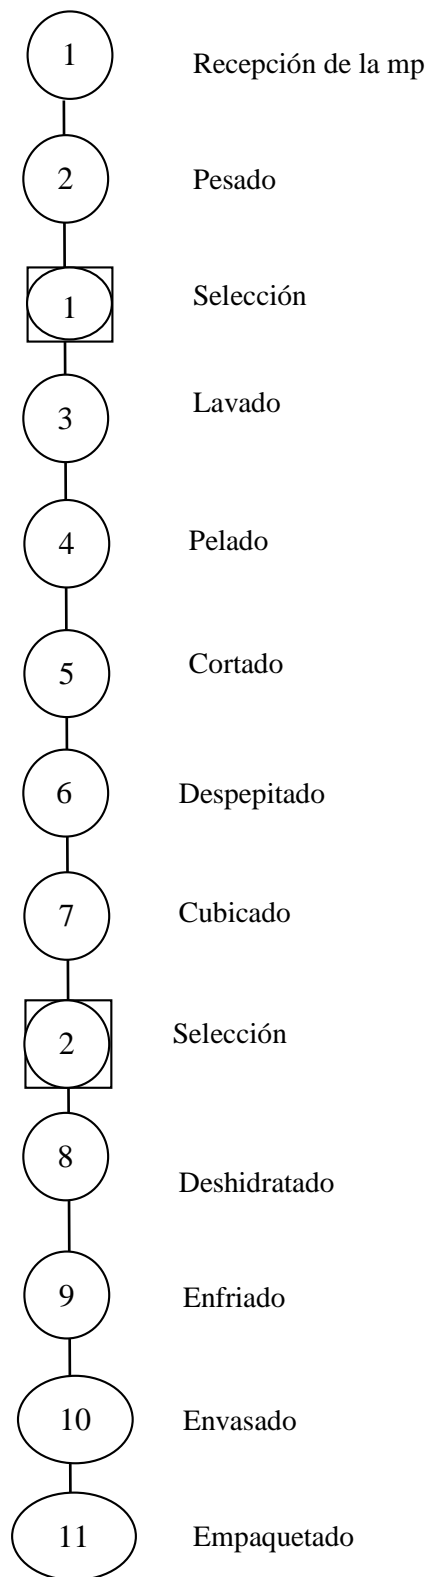 1 Recepción de la mp
2 Pesado
1 Selección
3 Lavado
4 Pelado
5 Cortado
6 Despepitado
7 Cubicado
2 Selección
8 Deshidratado
9 Enfriado
10 Envasado
11 Empaquetado